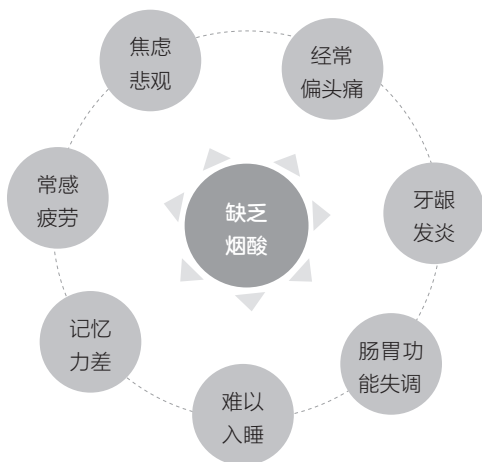 焦虑
悲观
经常
偏头痛
常感
疲劳
缺乏
烟酸
牙龈
发炎
记忆
力差
肠胃功
能失调
难以
入睡